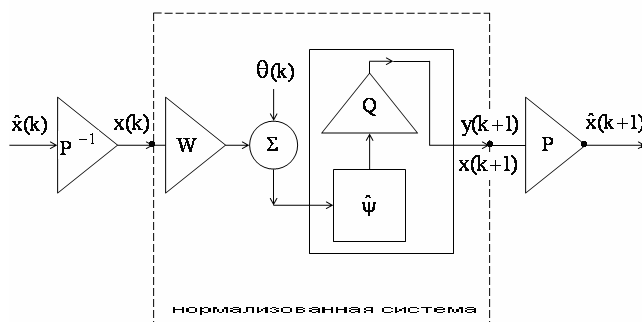 θ(k)
x̂(k)
P⁻¹
x(k)
W
Σ
Q
ψ̂
y(k+1)
x(k+1)
P
x̂(k+1)
нормализованная система